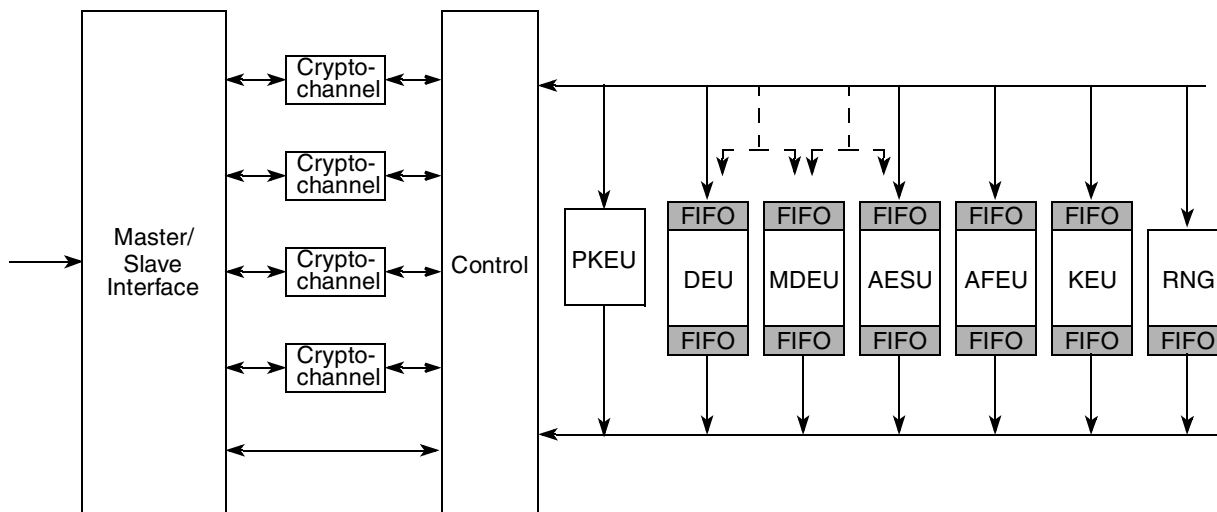 Master/
Slave
Interface
Crypto-
channel
Crypto-
channel
Crypto-
channel
Crypto-
channel
Control
PKEU
FIFO
DEU
FIFO
FIFO
MDEU
FIFO
FIFO
AESU
FIFO
FIFO
AFEU
FIFO
FIFO
KEU
FIFO
RNG
FIFO